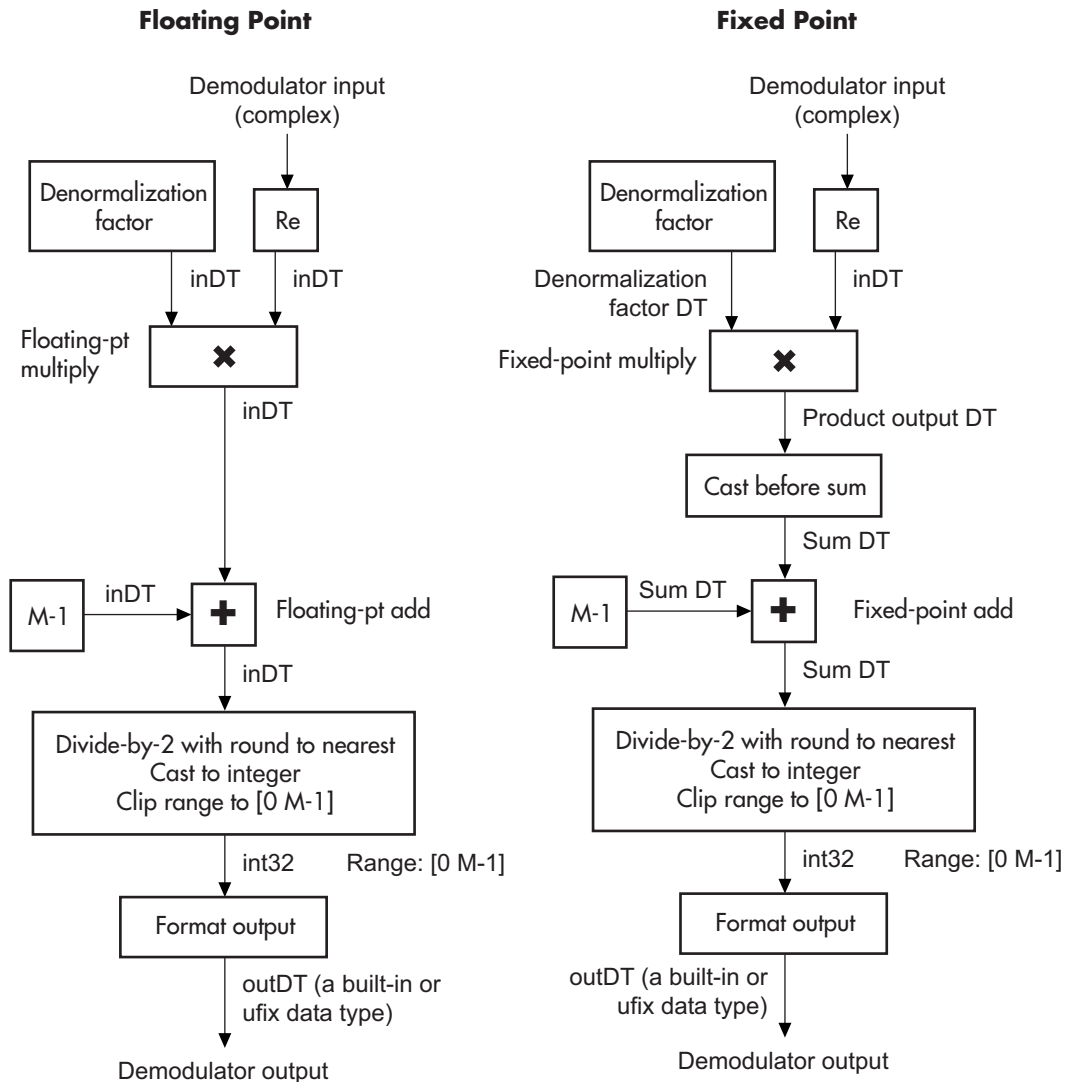 Floating Point
Demodulator input
(complex)
Denormalization
factor
Re
inDT
inDT
Floating-pt
multiply
inDT
M-1
inDT
Floating-pt add
inDT
Divide-by-2 with round to nearest
Cast to integer
Clip range to [0 M-1]
int32
Range: [0 M-1]
Format output
outDT (a built-in or
ufix data type)
Demodulator output
Fixed Point
Demodulator input
(complex)
Denormalization
factor
Re
Denormalization
factor DT
inDT
Fixed-point multiply
Product output DT
Cast before sum
Sum DT
M-1
Sum DT
Fixed-point add
Sum DT
Divide-by-2 with round to nearest
Cast to integer
Clip range to [0 M-1]
int32
Range: [0 M-1]
Format output
outDT (a built-in or
ufix data type)
Demodulator output